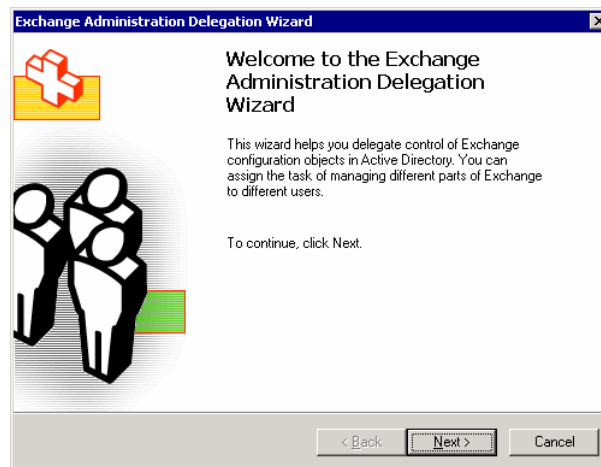 Exchange Administration Delegation Wizard
Welcome to the Exchange
Administration Delegation
Wizard
This wizard helps you delegate control of Exchange
configuration objects in Active Directory. You can
assign the task of managing different parts of Exchange
to different users.
To continue, click Next.
< Back
Next >
Cancel